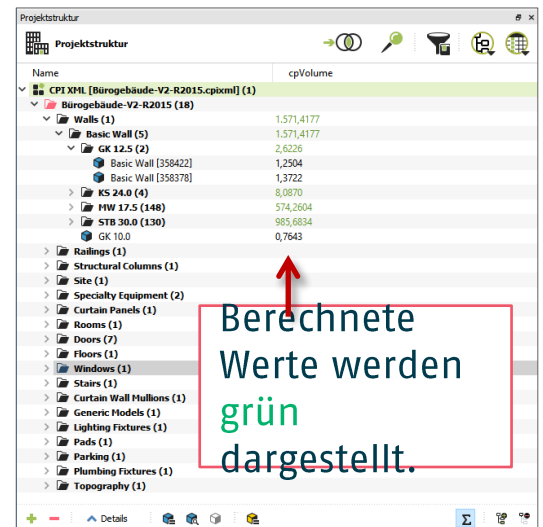 Projektstruktur
Projektstruktur
Name cpVolume
CPI XML [Bürogebäude-V2-R2015.cpixml] (1)
Bürogebäude-V2-R2015 (18)
Walls (1) 1.571,4177
Basic Wall (5) 1.571,4177
GK 12.5 (2) 2,6226
Basic Wall [358422] 1,2504
Basic Wall [358378] 1,3722
KS 24.0 (4) 8,0870
MW 17.5 (148) 574,2604
STB 30.0 (130) 985,6834
GK 10.0 0,7643
Railings (1)
Structural Columns (1)
Site (1)
Specialty Equipment (2)
Curtain Panels (1)
Rooms (1)
Doors (7)
Floors (1)
Windows (1)
Stairs (1)
Curtain Wall Mullions (1)
Generic Models (1)
Lighting Fixtures (1)
Pads (1)
Parking (1)
Plumbing Fixtures (1)
Topography (1)
Berechnete
Werte werden
grün
dargestellt.
Details Σ